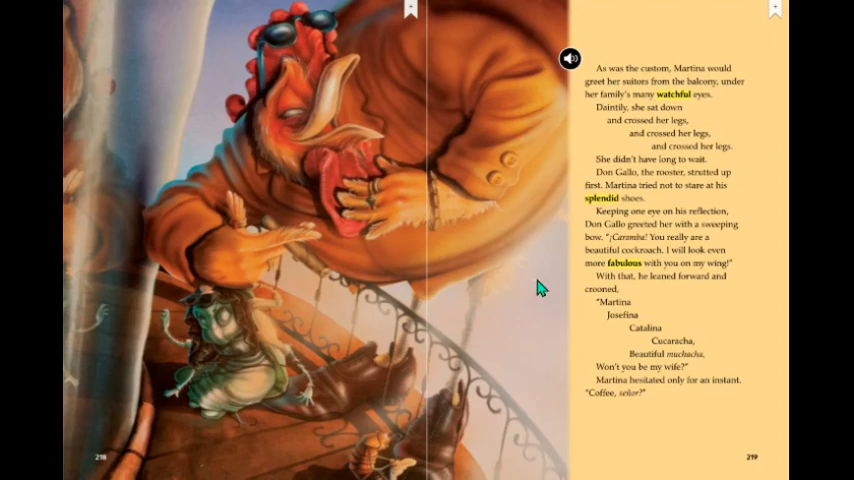 As was the custom, Martina would
greet her suitors from the balcony, under
her family's many watchful eyes.
Daintily, she sat down
and crossed her legs,
and crossed her legs,
and crossed her legs.
She didn't have long to wait.
Don Gallo, the rooster, strutted up
first. Martina tried not to stare at his
splendid shoes.
Keeping one eye on his reflection,
Don Gallo greeted her with a sweeping
bow. "¡Caramba! You really are a
beautiful cockroach. I will look even
more fabulous with you on my wing!"
With that, he leaned forward and
crooned,
"Martina
Josefina
Catalina
Cucaracha,
Beautiful muchacha,
Won't you be my wife?"
Martina hesitated only for an instant.
"Coffee, señor?"
218
219